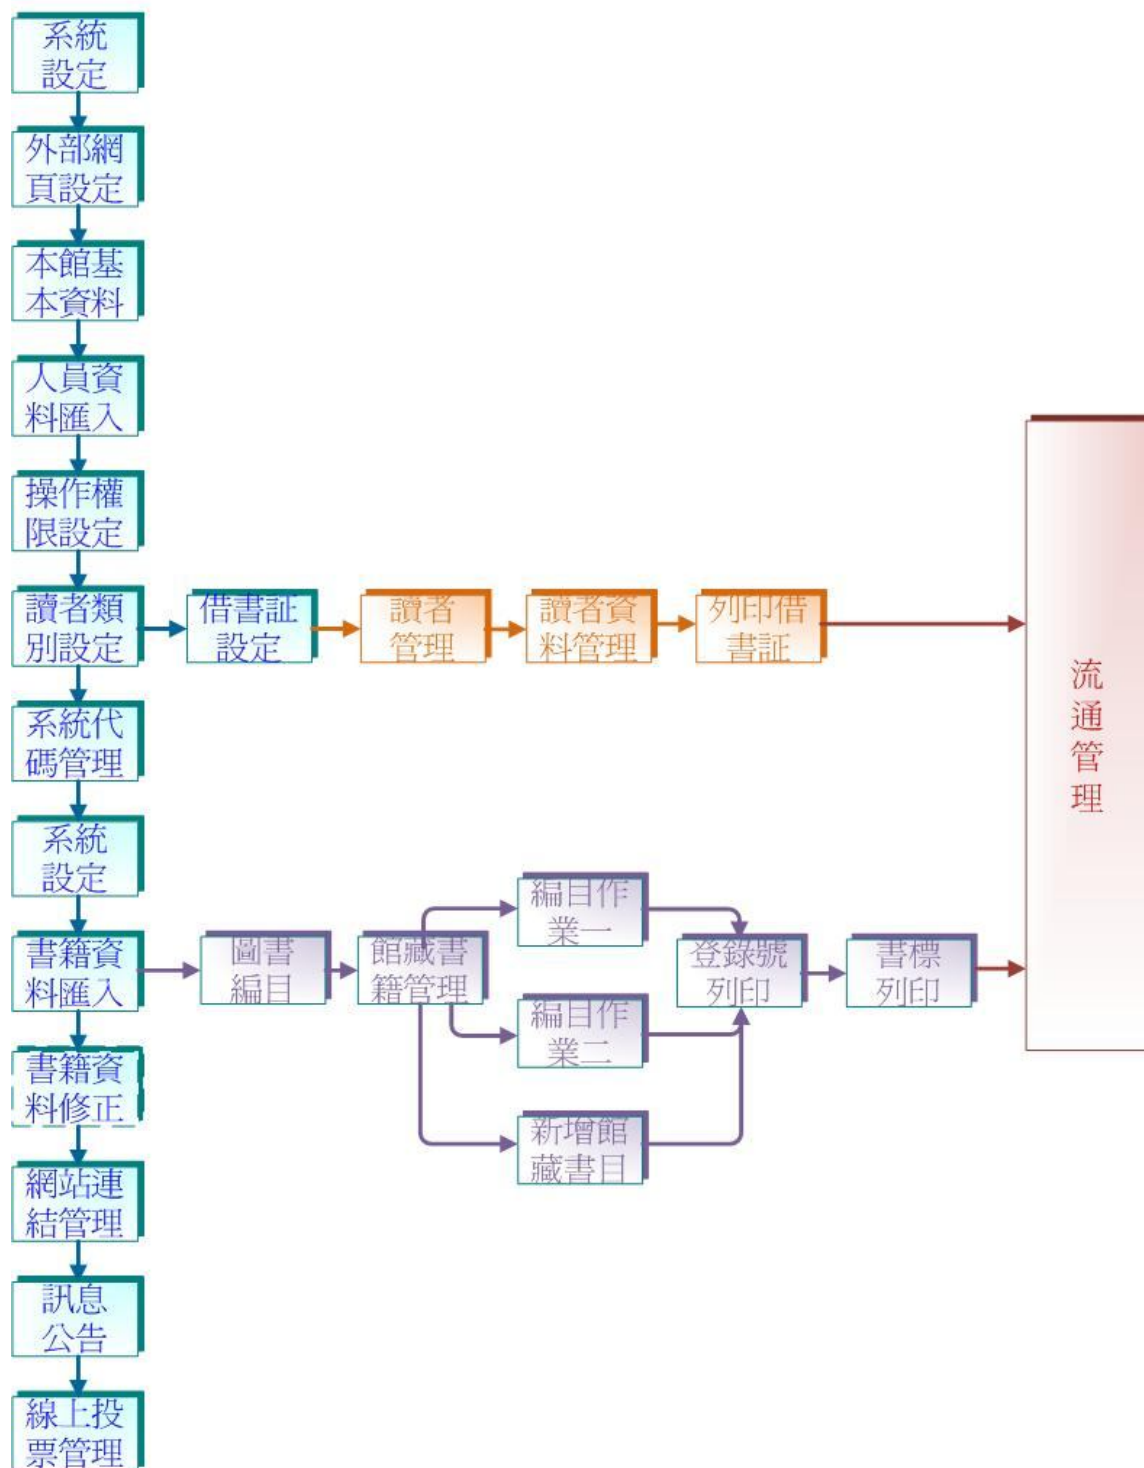 系統
設定
外部網
頁設定
本館基
本資料
人員資
料匯入
操作權
限設定
讀者類
別設定
借書証
設定
讀者
管理
讀者資
料管理
列印借
書証
流
通
管
理
系統代
碼管理
系統
設定
書籍資
料匯入
圖書
編目
館藏書
籍管理
編目作
業一
編目作
業二
新增館
藏書目
登錄號
列印
書標
列印
書籍資
料修正
網站連
結管理
訊息
公告
線上投
票管理